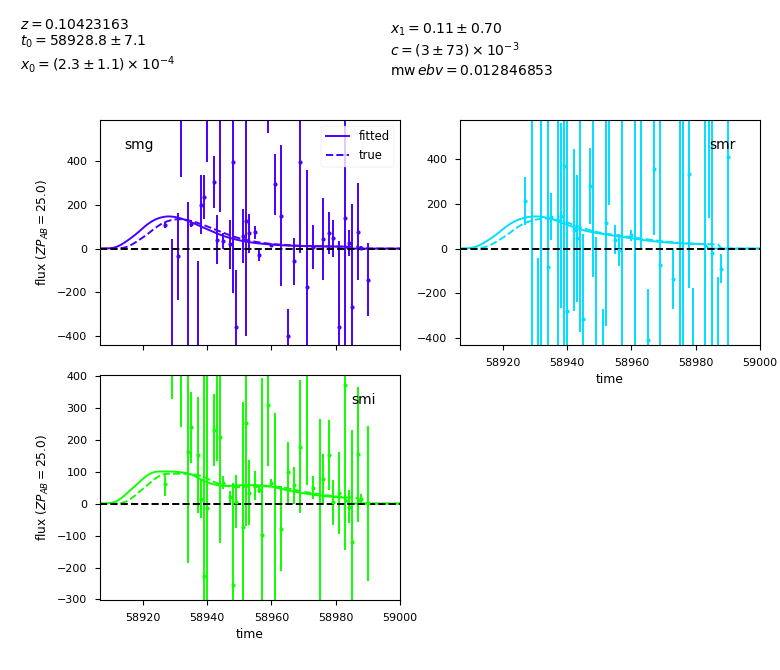 z = 0.10423163
t₀ = 58928.8 ± 7.1
x₀ = (2.3 ± 1.1) × 10⁻⁴
x₁ = 0.11 ± 0.70
c = (3 ± 73) × 10⁻³
mw ebv = 0.012846853
smg
fitted
true
400
200
0
−200
−400
flux (ZP_AB = 25.0)
smr
400
200
0
−200
−400
58920 58940 58960 58980 59000
time
smi
400
300
200
100
0
−100
−200
−300
flux (ZP_AB = 25.0)
58920 58940 58960 58980 59000
time